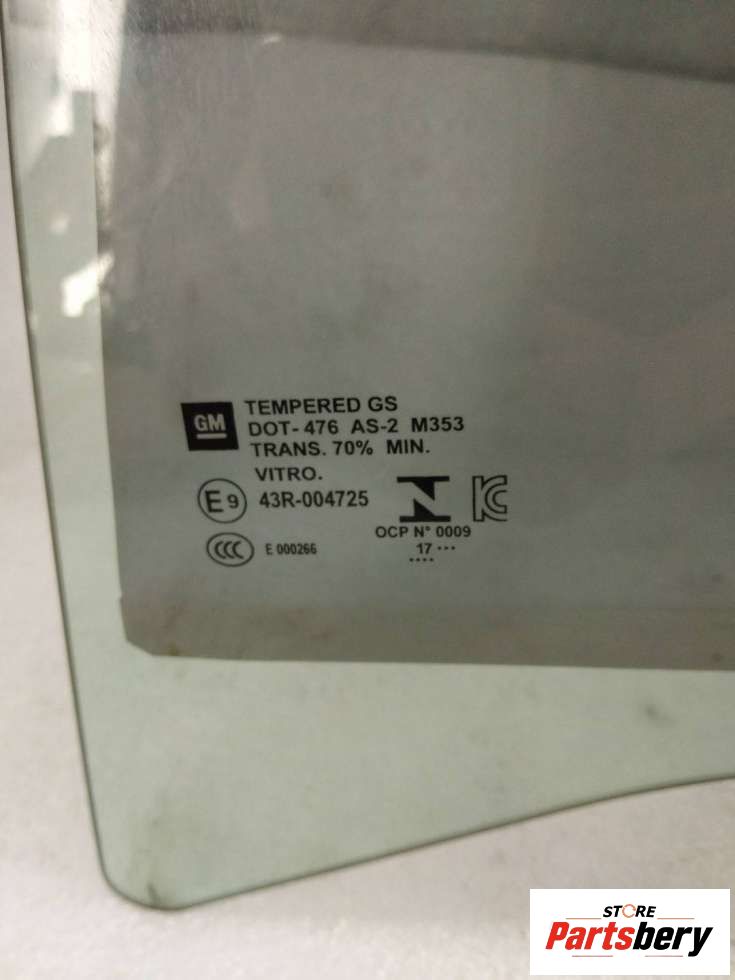 GM
TEMPERED GS
DOT- 476 AS-2 M353
TRANS. 70% MIN.
VITRO.
E9 43R-004725
OCP N° 0009
CCC E 000266
17 ···
····
STORE
Partsbery